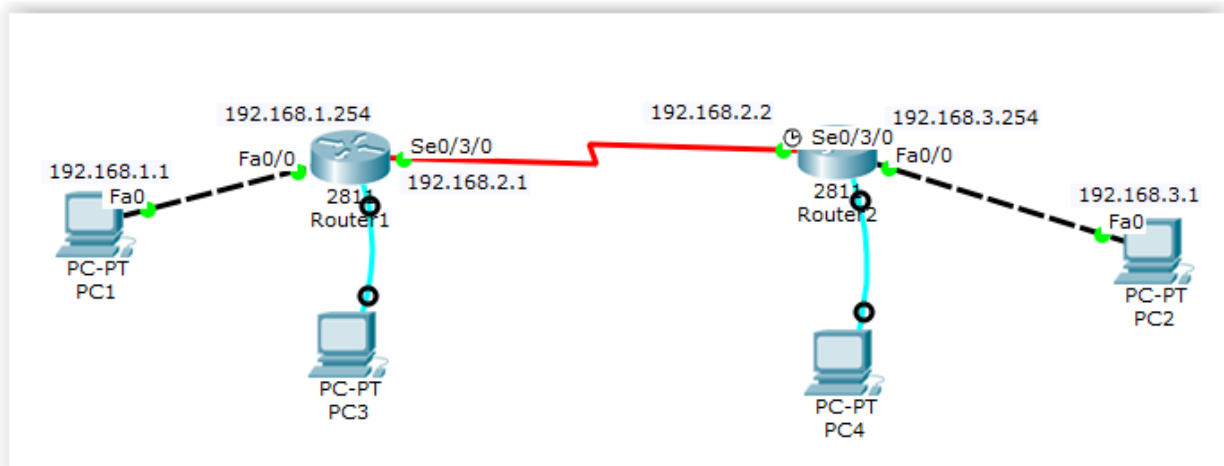 192.168.1.254
192.168.2.2
192.168.3.254
Fa0/0
Se0/3/0
Se0/3/0
Fa0/0
192.168.1.1
Fa0
192.168.2.1
2811
Router1
2811
Router2
192.168.3.1
Fa0
PC-PT
PC1
PC-PT
PC2
PC-PT
PC3
PC-PT
PC4